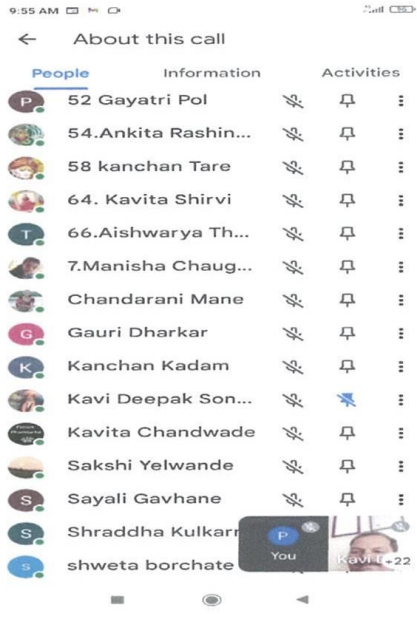 9:55 AM
About this call
People Information Activities
P 52 Gayatri Pol
54.Ankita Rashin...
58 kanchan Tare
64. Kavita Shirvi
T 66.Aishwarya Th...
7.Manisha Chaug...
Chandarani Mane
G Gauri Dharkar
K Kanchan Kadam
Kavi Deepak Son...
Kavita Chandwade
Sakshi Yelwande
S Sayali Gavhane
S Shraddha Kulkarr
s shweta borchate
P
You
Kavi +22